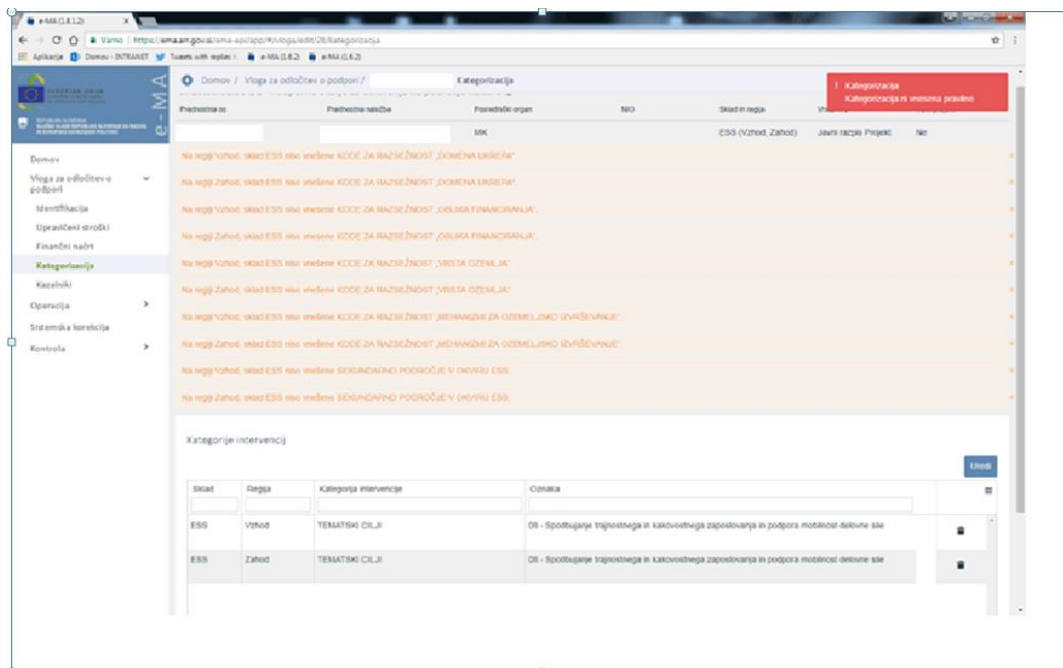 e-MA (1.8.1.2)
Varno | https://ema.arr.gov.si/ema-api/app/#/vloga/edit/28/kategorizacija
Aplikacije Domov - INTRANET Tweets with replies e-MA (1.6.2) e-MA (1.8.2)
EVROPSKA UNIJA
REPUBLIKA SLOVENIJA
e-MA
Domov / Vloga za odločitev o podpori / Kategorizacija
! Kategorizacija
Kategorizacija ni vnesena pravilno
Prednostna os Prednostna naložba Posredniški organ NIO Sklad in regija
MIK ESS (Vzhod, Zahod) Javni razpis Projekt Ne
Domov
Vloga za odločitev o podpori
Identifikacija
Upravičeni stroški
Finančni načrt
Kategorizacija
Kazalniki
Operacija
Sistemska korekcija
Kontrola
Na regiji Vzhod, sklad ESS niso vnešene KODE ZA RAZSEŽNOST „DOMENA UKREPA“.
Na regiji Zahod, sklad ESS niso vnešene KODE ZA RAZSEŽNOST „DOMENA UKREPA“.
Na regiji Vzhod, sklad ESS niso vnešene KODE ZA RAZSEŽNOST „OBLIKA FINANCIRANJA“.
Na regiji Zahod, sklad ESS niso vnešene KODE ZA RAZSEŽNOST „OBLIKA FINANCIRANJA“.
Na regiji Vzhod, sklad ESS niso vnešene KODE ZA RAZSEŽNOST „VRSTA OZEMLJA“.
Na regiji Zahod, sklad ESS niso vnešene KODE ZA RAZSEŽNOST „VRSTA OZEMLJA“.
Na regiji Vzhod, sklad ESS niso vnešene KODE ZA RAZSEŽNOST „MEHANIZMI ZA OZEMELJSKO IZVRŠEVANJE“.
Na regiji Zahod, sklad ESS niso vnešene KODE ZA RAZSEŽNOST „MEHANIZMI ZA OZEMELJSKO IZVRŠEVANJE“.
Na regiji Vzhod, sklad ESS niso vnešene SEKUNDARNO PODROČJE V OKVIRU ESS.
Na regiji Zahod, sklad ESS niso vnešene SEKUNDARNO PODROČJE V OKVIRU ESS.
Kategorije intervencij
Uredi
Sklad Regija Kategorija intervencije Oznaka
ESS Vzhod TEMATSKI CILJI 08 - Spodbujanje trajnostnega in kakovostnega zaposlovanja in podpora mobilnost delovne sile
ESS Zahod TEMATSKI CILJI 08 - Spodbujanje trajnostnega in kakovostnega zaposlovanja in podpora mobilnost delovne sile